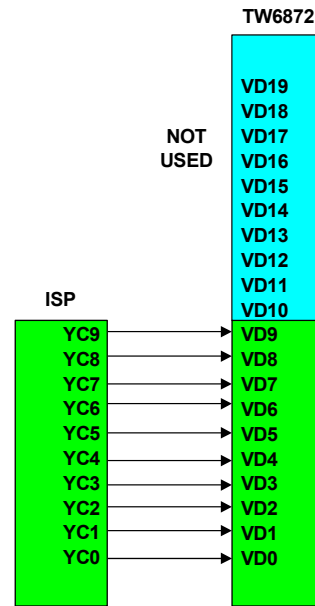 TW6872
VD19
VD18
NOT
USED
VD17
VD16
VD15
VD14
VD13
VD12
VD11
VD10
ISP
YC9
VD9
YC8
VD8
YC7
VD7
YC6
VD6
YC5
VD5
YC4
VD4
YC3
VD3
YC2
VD2
YC1
VD1
YC0
VD0